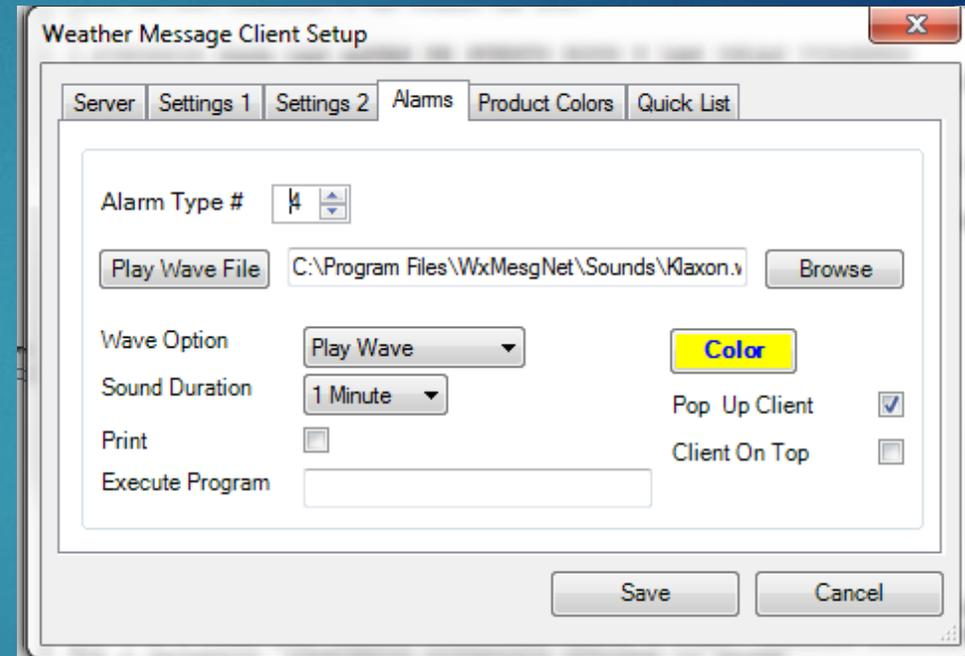 Weather Message Client Setup
Server Settings 1 Settings 2 Alarms Product Colors Quick List
Alarm Type # 4
Play Wave File C:\Program Files\WxMesgNet\Sounds\Klaxon.w Browse
Wave Option Play Wave Color
Sound Duration 1 Minute Pop Up Client
Print Client On Top
Execute Program
Save Cancel